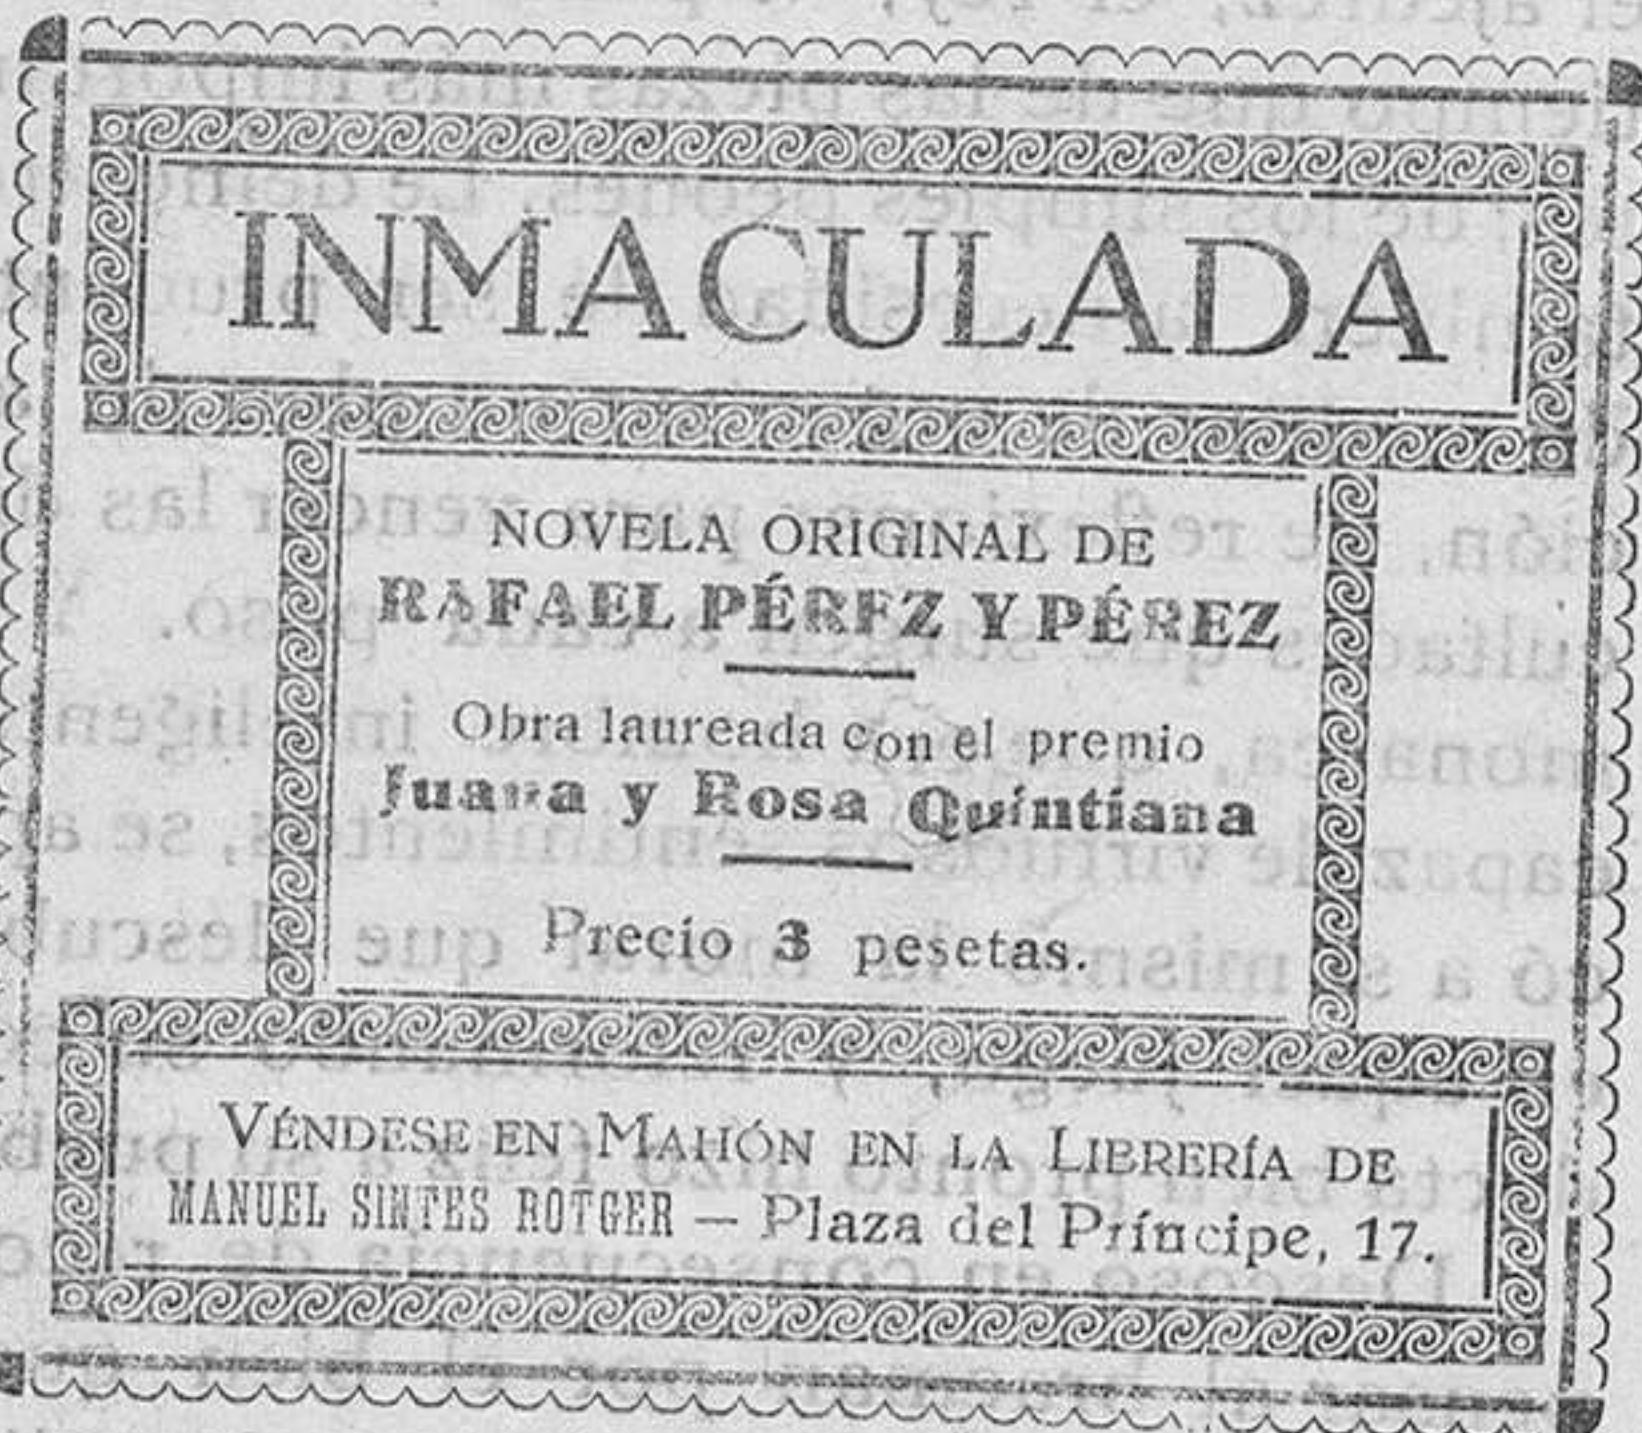 INMACULADA
NOVELA ORIGINAL DE
RAFAEL PÉREZ Y PÉREZ
Obra laureada con el premio
Juana y Rosa Quintiana
Precio 3 pesetas.
VÉNDESE EN MAHÓN EN LA LIBRERÍA DE
MANUEL SINTES ROTGER — Plaza del Príncipe, 17.